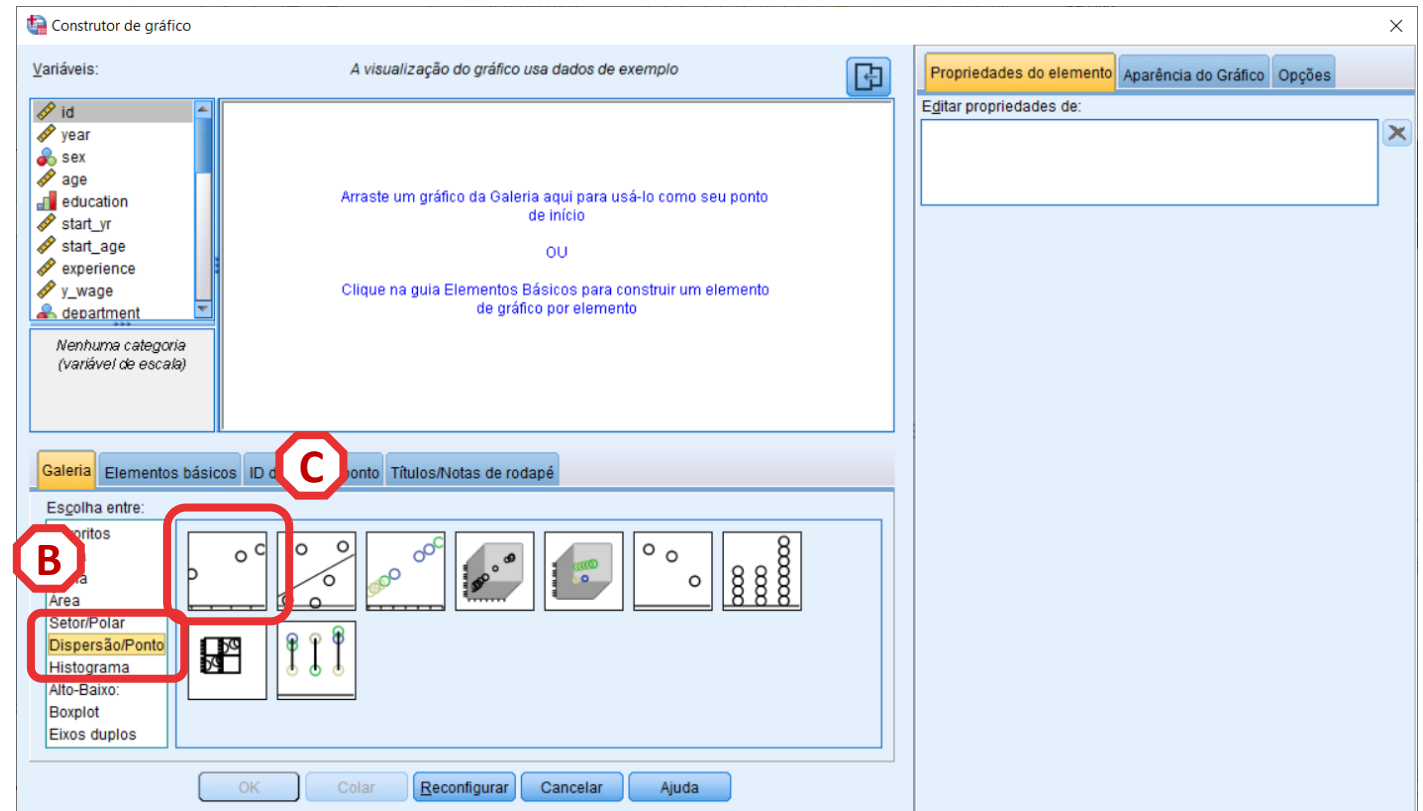 Construtor de gráfico
Variáveis:
A visualização do gráfico usa dados de exemplo
id
year
sex
age
education
start_yr
start_age
experience
y_wage
department
Nenhuma categoria
(variável de escala)
Arraste um gráfico da Galeria aqui para usá-lo como seu ponto
de início
OU
Clique na guia Elementos Básicos para construir um elemento
de gráfico por elemento
Propriedades do elemento Aparência do Gráfico Opções
Editar propriedades de:
Galeria Elementos básicos ID C ponto Títulos/Notas de rodapé
Escolha entre:
B
Área
Setor/Polar
Dispersão/Ponto
Histograma
Alto-Baixo:
Boxplot
Eixos duplos
OK Colar Reconfigurar Cancelar Ajuda